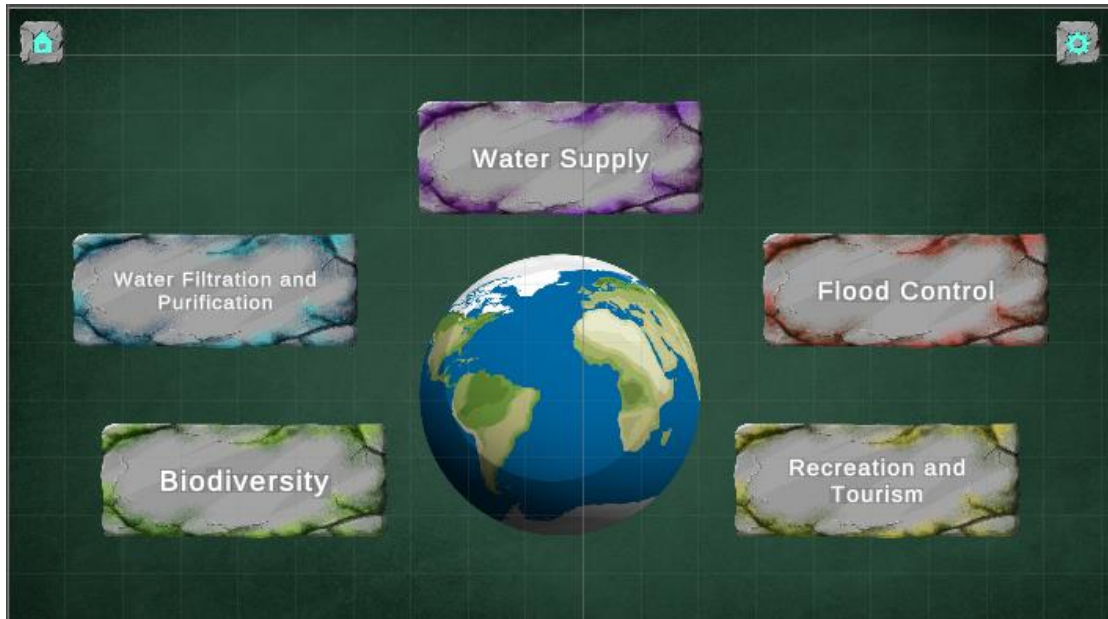 Water Supply
Water Filtration and
Purification
Flood Control
Biodiversity
Recreation and
Tourism